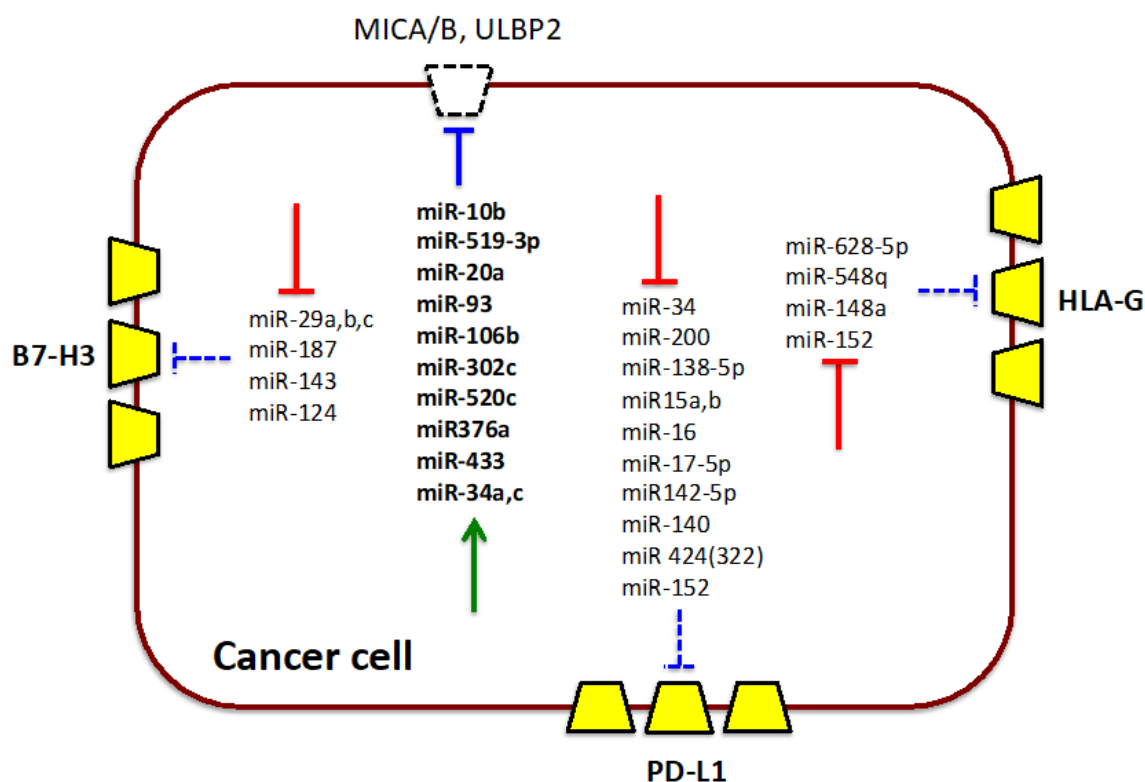 MICA/B, ULBP2
B7-H3
miR-29a,b,c
miR-187
miR-143
miR-124
miR-10b
miR-519-3p
miR-20a
miR-93
miR-106b
miR-302c
miR-520c
miR376a
miR-433
miR-34a,c
miR-34
miR-200
miR-138-5p
miR15a,b
miR-16
miR-17-5p
miR142-5p
miR-140
miR 424(322)
miR-152
miR-628-5p
miR-548q
miR-148a
miR-152
HLA-G
Cancer cell
PD-L1